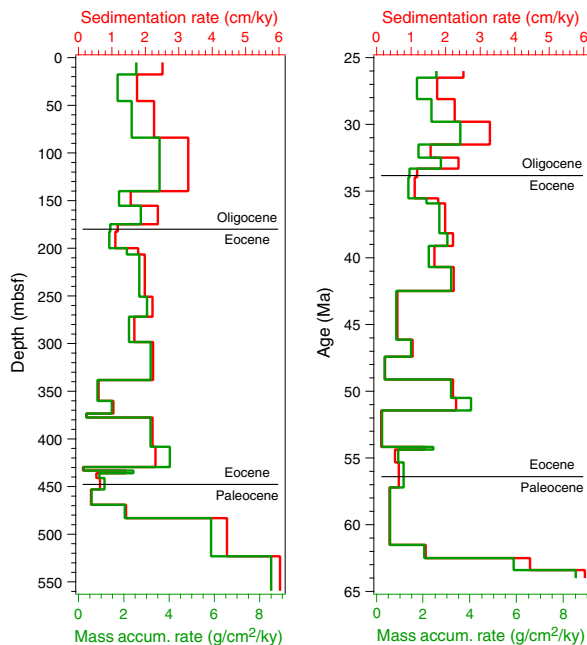 Sedimentation rate (cm/ky)
0 1 2 3 4 5 6
0
50
100
150
200
250
300
350
400
450
500
550
Depth (mbsf)
Oligocene
Eocene
Eocene
Paleocene
0 2 4 6 8
Mass accum. rate (g/cm²/ky)
Sedimentation rate (cm/ky)
0 1 2 3 4 5 6
25
30
35
40
45
50
55
60
65
Age (Ma)
Oligocene
Eocene
Eocene
Paleocene
0 2 4 6 8
Mass accum. rate (g/cm²/ky)